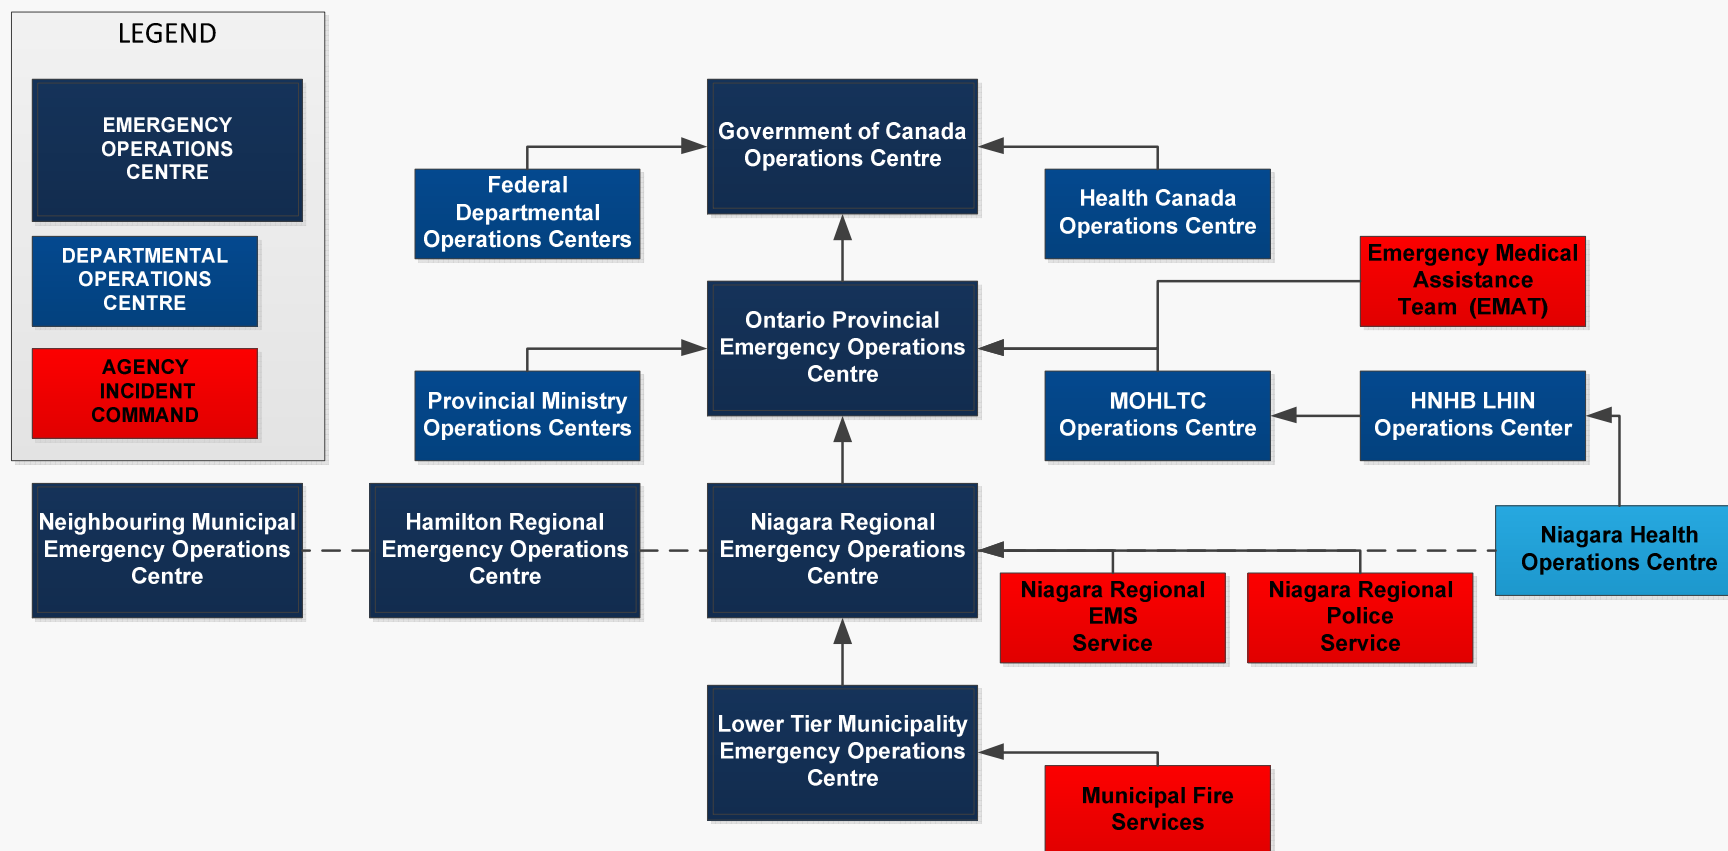 LEGEND
EMERGENCY
OPERATIONS
CENTRE
DEPARTMENTAL
OPERATIONS
CENTRE
AGENCY
INCIDENT
COMMAND
Government of Canada
Operations Centre
Federal
Departmental
Operations Centers
Health Canada
Operations Centre
Emergency Medical
Assistance
Team (EMAT)
Ontario Provincial
Emergency Operations
Centre
Provincial Ministry
Operations Centers
MOHLTC
Operations Centre
HNHB LHIN
Operations Center
Neighbouring Municipal
Emergency Operations
Centre
Hamilton Regional
Emergency Operations
Centre
Niagara Regional
Emergency Operations
Centre
Niagara Health
Operations Centre
Niagara Regional
EMS
Service
Niagara Regional
Police
Service
Lower Tier Municipality
Emergency Operations
Centre
Municipal Fire
Services